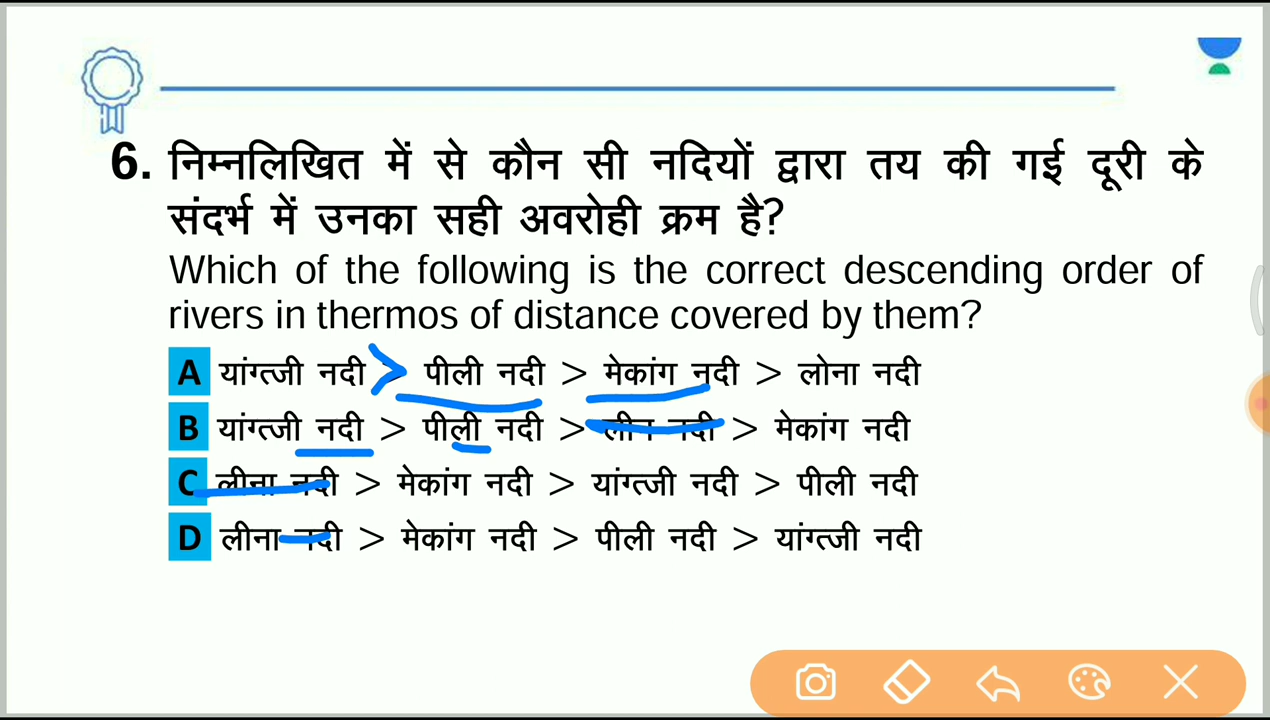 6. निम्नलिखित में से कौन सी नदियों द्वारा तय की गई दूरी के
संदर्भ में उनका सही अवरोही क्रम है?
Which of the following is the correct descending order of
rivers in thermos of distance covered by them?
A यांग्त्जी नदी > पीली नदी > मेकांग नदी > लोना नदी
B यांग्त्जी नदी > पीली नदी > लीन नदी > मेकांग नदी
C लीना नदी > मेकांग नदी > यांग्त्जी नदी > पीली नदी
D लीना नदी > मेकांग नदी > पीली नदी > यांग्त्जी नदी